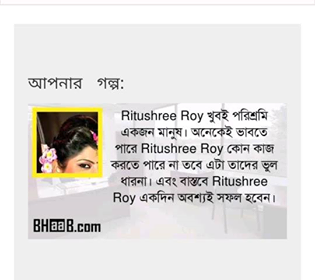 আপনার গল্প:
Ritushree Roy খুবই পরিশ্রমি
একজন মানুষ। অনেকেই ভাবতে
পারে Ritushree Roy কোন কাজ
করতে পারে না তবে এটা তাদের ভুল
ধারনা। এবং বাস্তবে Ritushree
Roy একদিন অবশ্যই সফল হবেন।
BHaaB.com